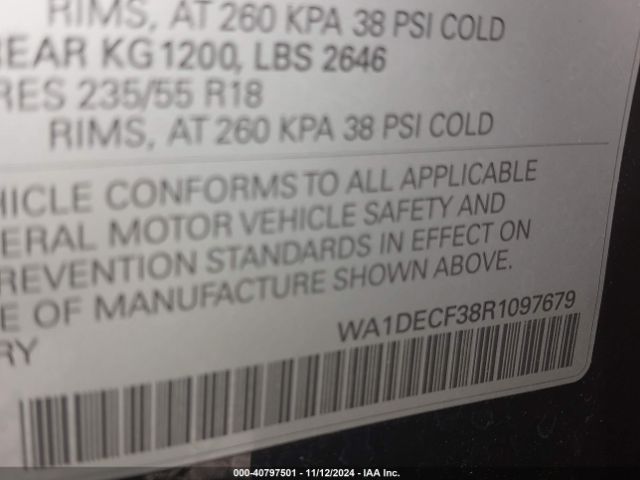 RIMS, AT 260 KPA 38 PSI COLD
REAR KG1200, LBS 2646
RES 235/55 R18
RIMS, AT 260 KPA 38 PSI COLD
HICLE CONFORMS TO ALL APPLICABLE
ERAL MOTOR VEHICLE SAFETY AND
REVENTION STANDARDS IN EFFECT ON
E OF MANUFACTURE SHOWN ABOVE.
WA1DECF38R1097679
RY
000-40797501 - 11/12/2024 - IAA Inc.